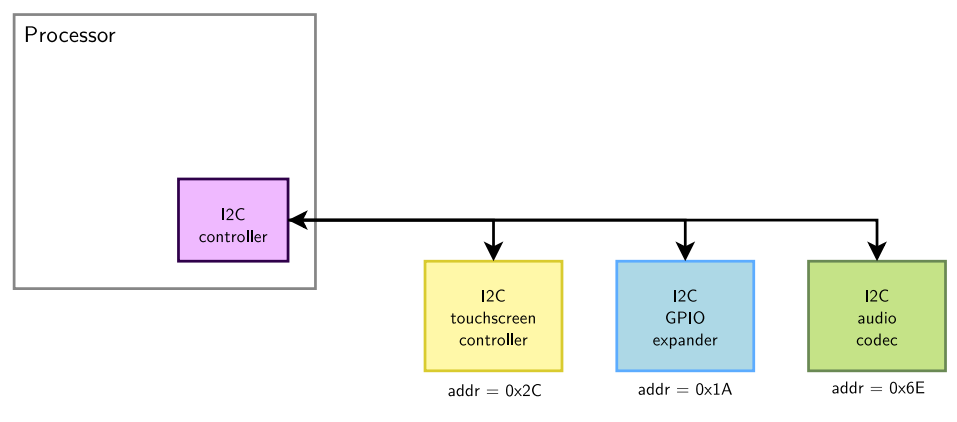 Processor
I2C
controller
I2C
touchscreen
controller
addr = 0x2C
I2C
GPIO
expander
addr = 0x1A
I2C
audio
codec
addr = 0x6E